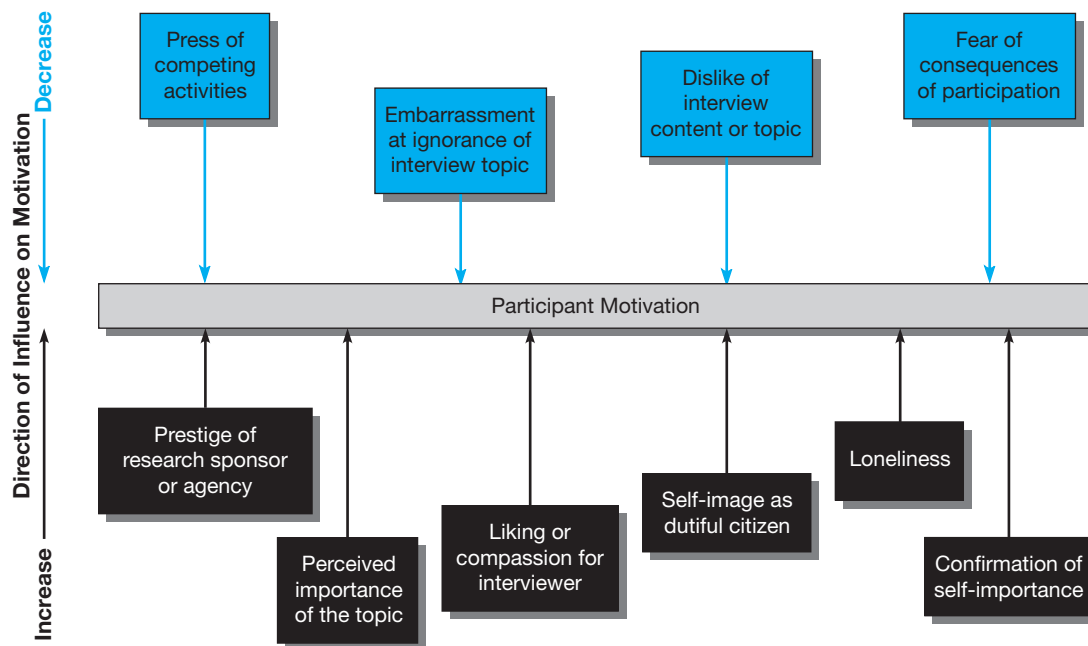 Direction of Influence on Motivation
Decrease
Increase
Press of
competing
activities
Embarrassment
at ignorance of
interview topic
Dislike of
interview
content or topic
Fear of
consequences
of participation
Participant Motivation
Prestige of
research sponsor
or agency
Perceived
importance
of the topic
Liking or
compassion for
interviewer
Self-image as
dutiful citizen
Loneliness
Confirmation of
self-importance